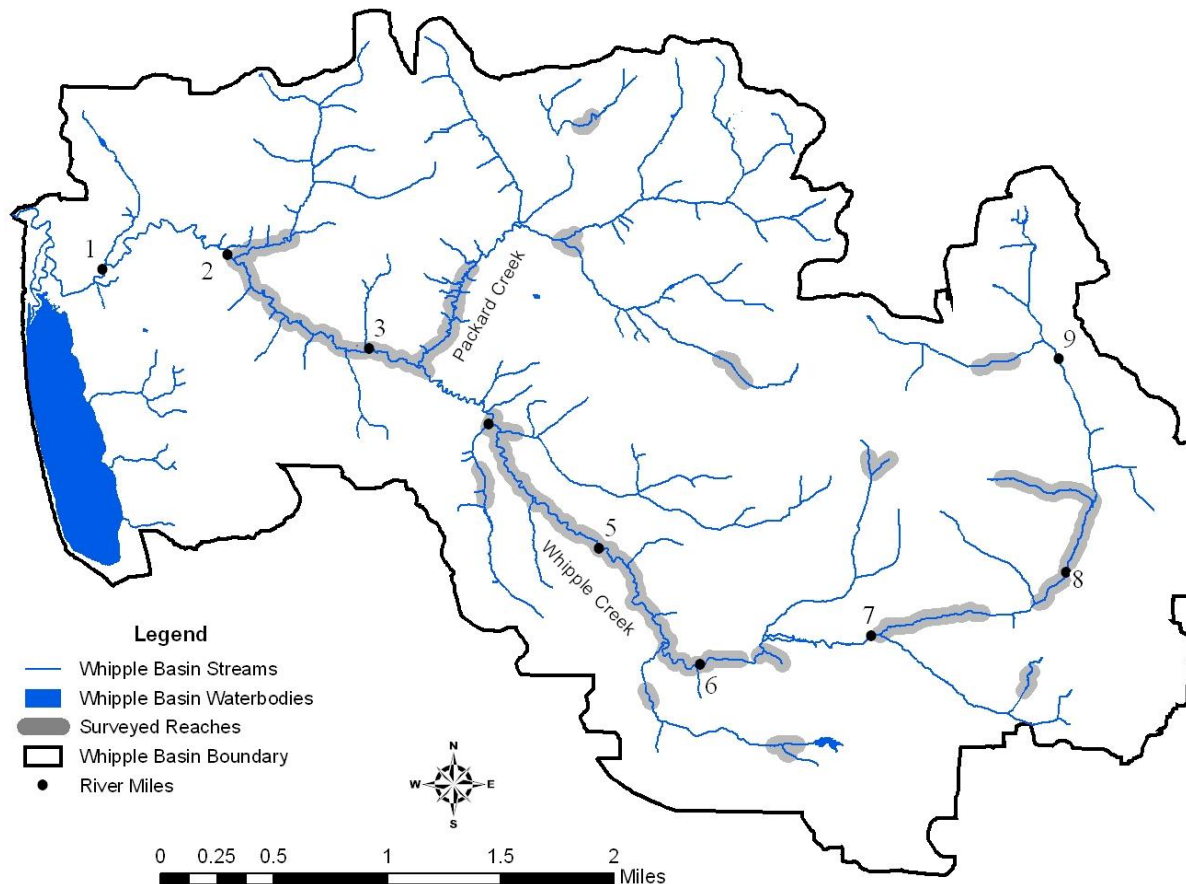 1
2
3
Packard Creek
9
5
Whipple Creek
8
7
6
Legend
Whipple Basin Streams
Whipple Basin Waterbodies
Surveyed Reaches
Whipple Basin Boundary
River Miles
N
W E
S
0 0.25 0.5 1 1.5 2
Miles